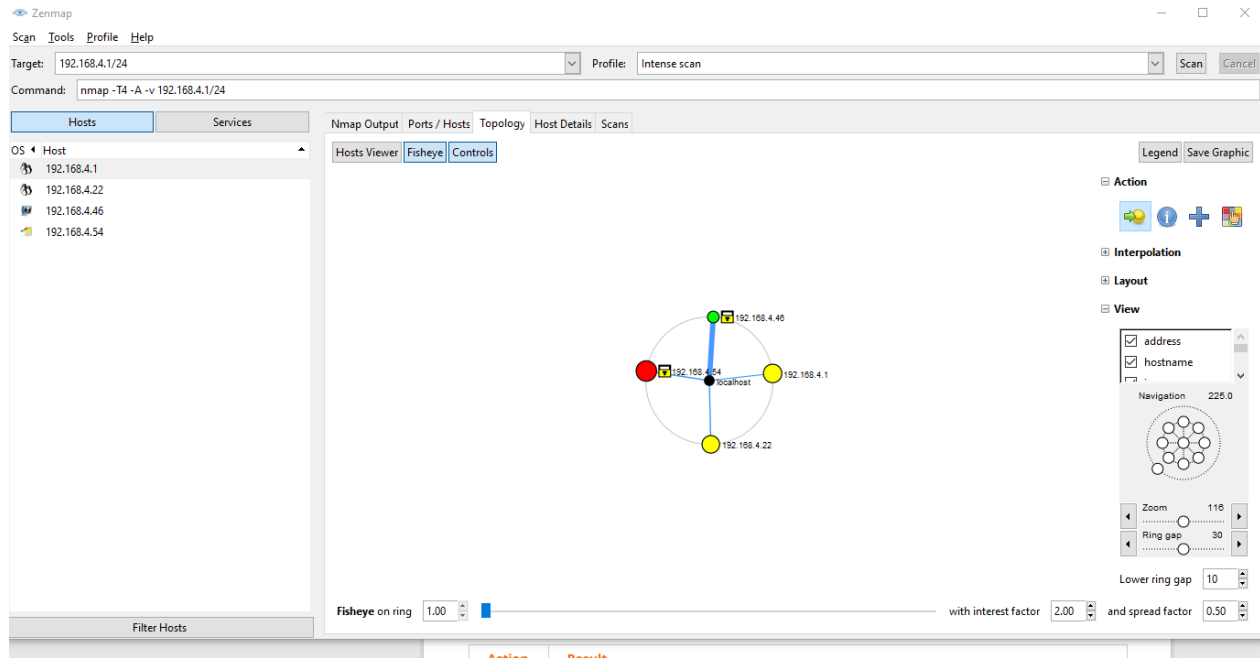 Zenmap
Scan Tools Profile Help
Target: 192.168.4.1/24 Profile: Intense scan Scan Cancel
Command: nmap -T4 -A -v 192.168.4.1/24
Hosts Services
Nmap Output Ports / Hosts Topology Host Details Scans
OS Host
Hosts Viewer Fisheye Controls Legend Save Graphic
192.168.4.1
192.168.4.22
192.168.4.46
192.168.4.54
Action
Interpolation
Layout
View
address
hostname
Navigation 225.0
Zoom 116
Ring gap 30
Lower ring gap 10
192.168.4.46
192.168.4.54
localhost
192.168.4.1
192.168.4.22
Fisheye on ring 1.00 with interest factor 2.00 and spread factor 0.50
Filter Hosts
Action Result